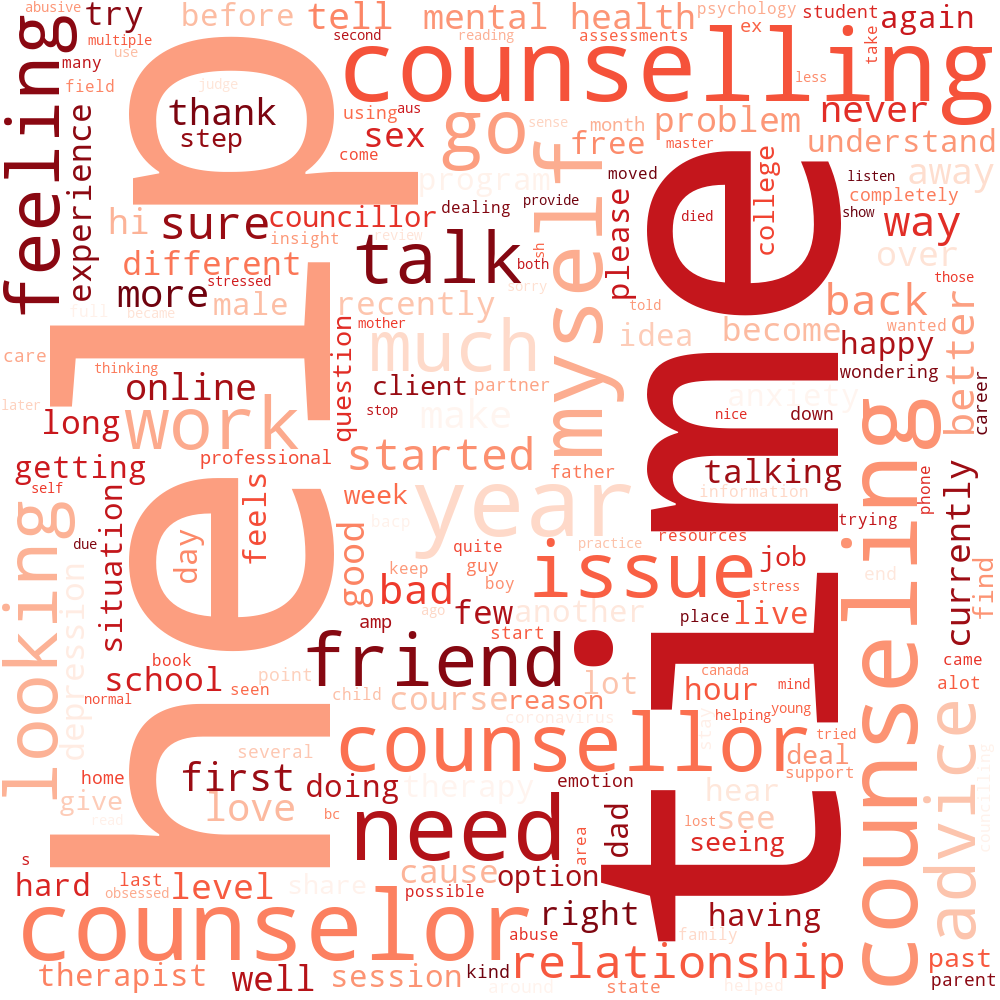 abusive
try
before
tell
mental
health
psychology
student
again
multiple
second
reading
assessments
ex
take
use
feeling
many
counselling
field
judge
less
thank
using
aus
go
sense
month
problem
never
step
sex
free
understand
experience
come
master
program
myself
moved
college
listen
away
completely
hi
sure
councillor
dealing
provide
please
died
show
way
insight
review
over
different
talk
both
sh
stressed
those
full
became
more
male
recently
sorry
told
back
mother
question
much
idea
become
wanted
better
care
help
happy
thinking
online
client
partner
wondering
anxiety
career
later
stop
make
nice
down
long
work
time
started
getting
professional
father
talking
self
feels
week
year
information
phone
looking
situation
day
good
bacp
resources
trying
counseling
currently
due
quite
practice
issue
job
find
depression
keep
guy
bad
boy
stress
end
ago
few
another
place
live
amp
start
friend
book
point
canada
came
school
seen
lot
hour
mind
alot
normal
child
course
reason
young
coronavirus
helping
stay
tried
counsellor
deal
several
support
advice
home
first
doing
therapy
emotion
councilling
give
love
bc
need
hear
read
dad
lost
see
area
seeing
s
cause
hard
last
level
share
option
obsessed
possible
right
having
counselor
abuse
family
relationship
past
therapist
well
session
kind
around
state
helped
parent